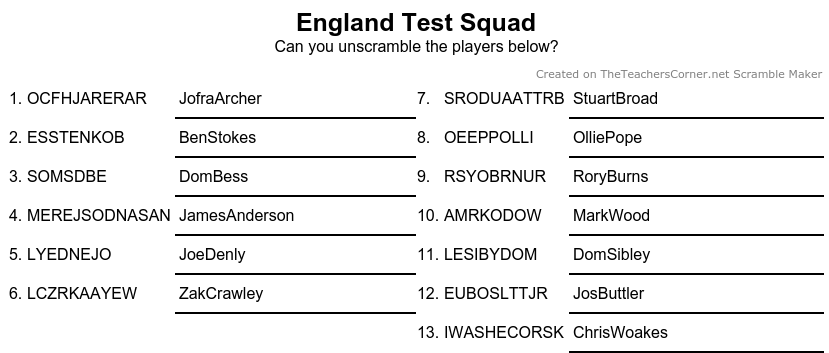 England Test Squad
Can you unscramble the players below?
Created on TheTeachersCorner.net Scramble Maker
1. OCFHJARERAR JofraArcher
2. ESSTENKOB BenStokes
3. SOMSDBE DomBess
4. MEREJSODNASAN JamesAnderson
5. LYEDNEJO JoeDenly
6. LCZRKAAYEW ZakCrawley
7. SRODUAATTRB StuartBroad
8. OEEPPOLLI OlliePope
9. RSYOBRNUR RoryBurns
10. AMRKODOW MarkWood
11. LESIBYDOM DomSibley
12. EUBOSLTTJR JosButtler
13. IWASHECORSK ChrisWoakes